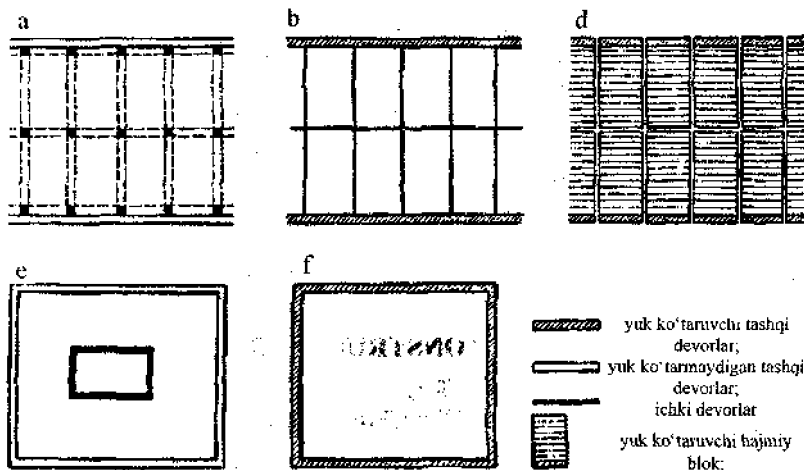 a
b
d
e
f
yuk ko‘taruvchi tashqi
devorlar;
yuk ko‘tarmaydigan tashqi
devorlar;
ichki devorlar
yuk ko‘taruvchi hajmiy
blok;